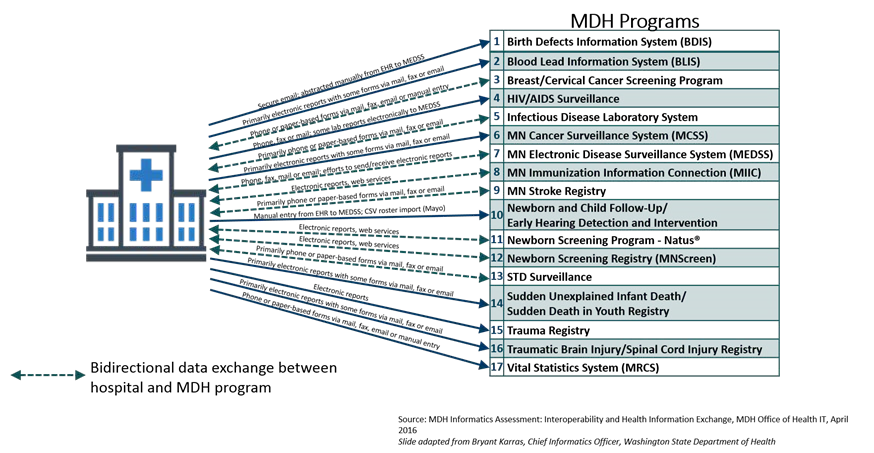 MDH Programs
1 Birth Defects Information System (BDIS)
2 Blood Lead Information System (BLIS)
3 Breast/Cervical Cancer Screening Program
4 HIV/AIDS Surveillance
5 Infectious Disease Laboratory System
6 MN Cancer Surveillance System (MCSS)
7 MN Electronic Disease Surveillance System (MEDSS)
8 MN Immunization Information Connection (MIIC)
9 MN Stroke Registry
10 Newborn and Child Follow-Up/
Early Hearing Detection and Intervention
11 Newborn Screening Program - Natus®
12 Newborn Screening Registry (MNScreen)
13 STD Surveillance
14 Sudden Unexplained Infant Death/
Sudden Death in Youth Registry
15 Trauma Registry
16 Traumatic Brain Injury/Spinal Cord Injury Registry
17 Vital Statistics System (MRCS)
Secure email; abstracted manually from EHR to MEDSS
Primarily electronic reports with some forms via mail, fax or email
Phone or paper-based forms via mail, fax, email or manual entry
Phone, fax or mail; some lab reports electronically to MEDSS
Primarily phone or paper-based forms via mail, fax or email
Primarily electronic reports with some forms via mail, fax or email
Phone, fax, mail or email; efforts to send/receive electronic reports
Electronic reports, web services
Primarily phone or paper-based forms via mail, fax or email
Manual entry from EHR to MEDSS; CSV roster import (Mayo)
Electronic reports, web services
Electronic reports, web services
Primarily phone or paper-based forms via mail, fax or email
Primarily electronic reports with some forms via mail, fax or email
Electronic reports
Primarily electronic reports with some forms via mail, fax or email
Phone or paper-based forms via mail, fax, email or manual entry
Bidirectional data exchange between
hospital and MDH program
Source: MDH Informatics Assessment: Interoperability and Health Information Exchange, MDH Office of Health IT, April
2016
Slide adapted from Bryant Karras, Chief Informatics Officer, Washington State Department of Health